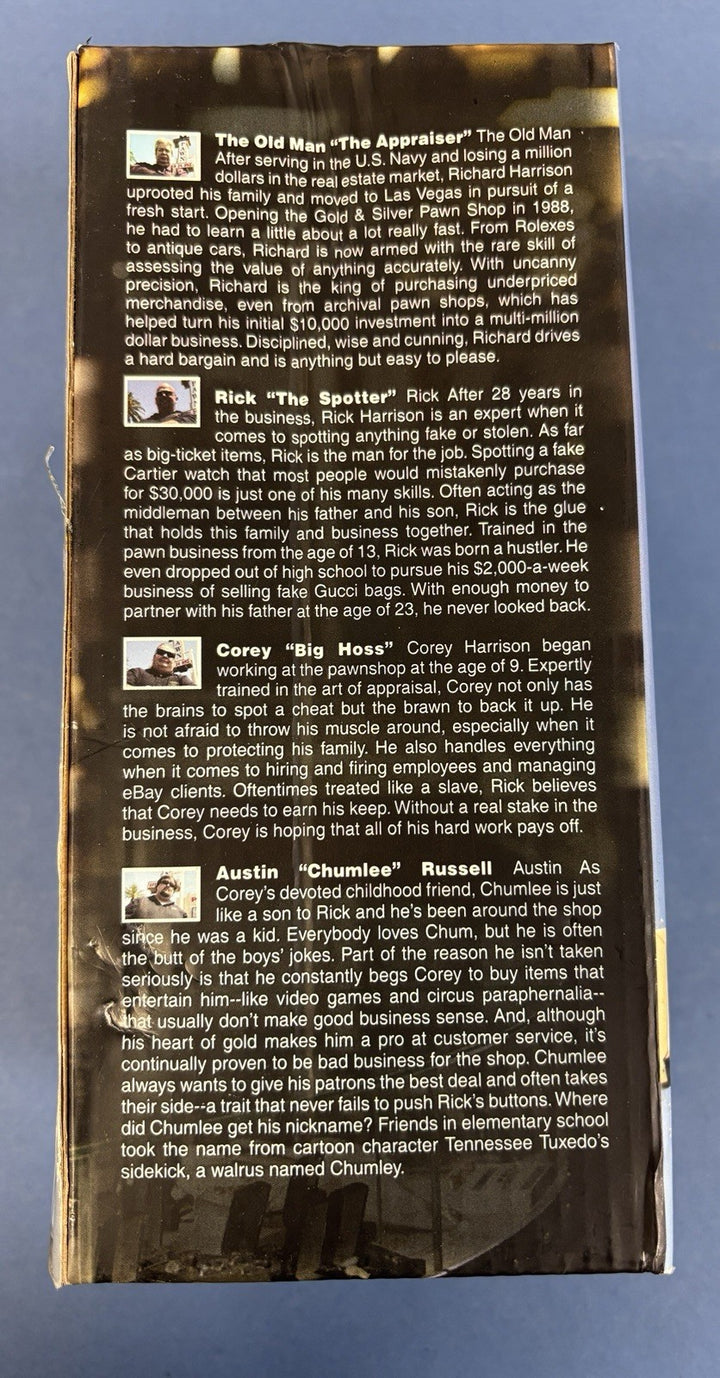 The Old Man "The Appraiser" The Old Man
After serving in the U.S. Navy and losing a million
dollars in the real estate market, Richard Harrison
uprooted his family and moved to Las Vegas in pursuit of a
fresh start. Opening the Gold & Silver Pawn Shop in 1988,
he had to learn a little about a lot really fast. From Rolexes
to antique cars, Richard is now armed with the rare skill of
assessing the value of anything accurately. With uncanny
precision, Richard is the king of purchasing underpriced
merchandise, even from archival pawn shops, which has
helped turn his initial $10,000 investment into a multi-million
dollar business. Disciplined, wise and cunning, Richard drives
a hard bargain and is anything but easy to please.
Rick "The Spotter" Rick After 28 years in
the business, Rick Harrison is an expert when it
comes to spotting anything fake or stolen. As far
as big-ticket items, Rick is the man for the job. Spotting a fake
Cartier watch that most people would mistakenly purchase
for $30,000 is just one of his many skills. Often acting as the
middleman between his father and his son, Rick is the glue
that holds this family and business together. Trained in the
pawn business from the age of 13, Rick was born a hustler. He
even dropped out of high school to pursue his $2,000-a-week
business of selling fake Gucci bags. With enough money to
partner with his father at the age of 23, he never looked back.
Corey "Big Hoss" Corey Harrison began
working at the pawnshop at the age of 9. Expertly
trained in the art of appraisal, Corey not only has
the brains to spot a cheat but the brawn to back it up. He
is not afraid to throw his muscle around, especially when it
comes to protecting his family. He also handles everything
when it comes to hiring and firing employees and managing
eBay clients. Oftentimes treated like a slave, Rick believes
that Corey needs to earn his keep. Without a real stake in the
business, Corey is hoping that all of his hard work pays off.
Austin "Chumlee" Russell Austin As
Corey's devoted childhood friend, Chumlee is just
like a son to Rick and he's been around the shop
since he was a kid. Everybody loves Chum, but he is often
the butt of the boys' jokes. Part of the reason he isn't taken
seriously is that he constantly begs Corey to buy items that
entertain him--like video games and circus paraphernalia--
that usually don't make good business sense. And, although
his heart of gold makes him a pro at customer service, it's
continually proven to be bad business for the shop. Chumlee
always wants to give his patrons the best deal and often takes
their side--a trait that never fails to push Rick's buttons. Where
did Chumlee get his nickname? Friends in elementary school
took the name from cartoon character Tennessee Tuxedo's
sidekick, a walrus named Chumley.